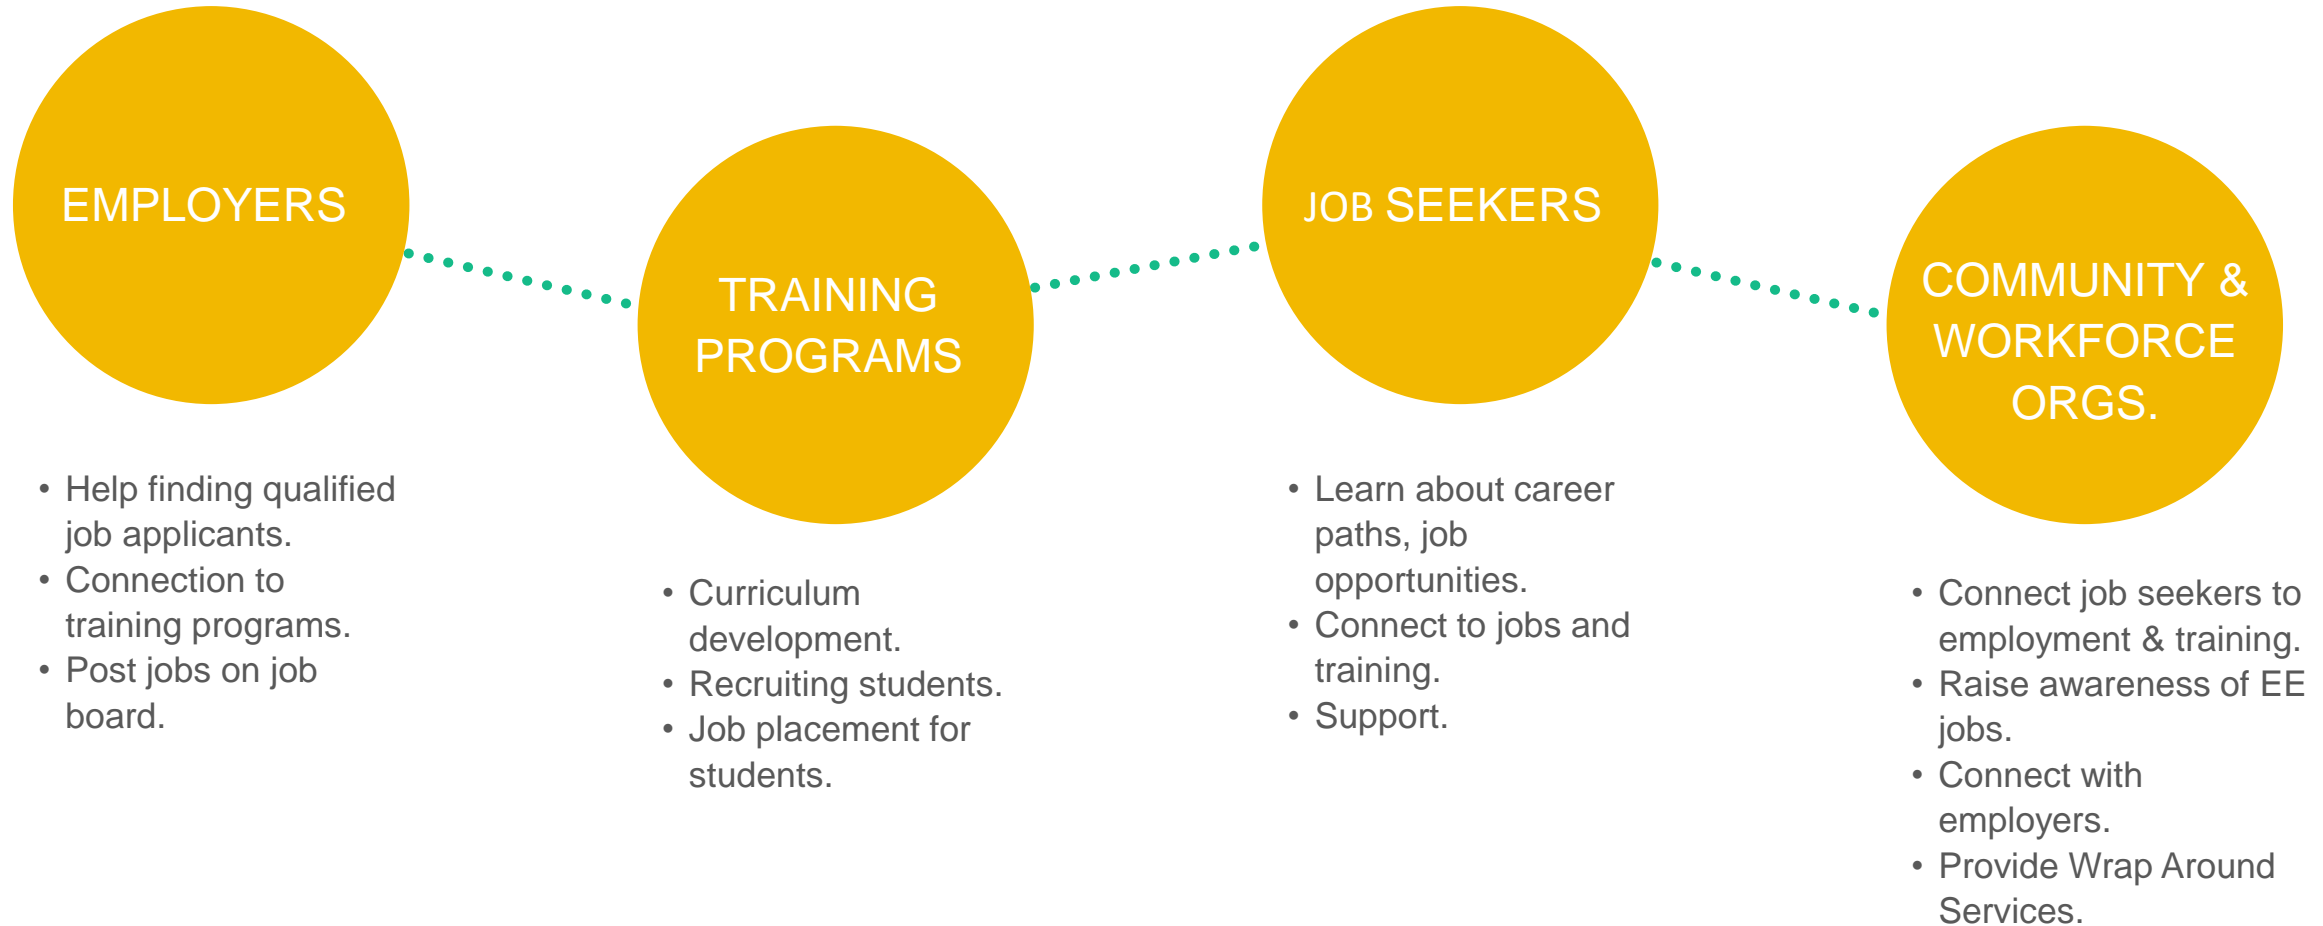 EMPLOYERS
• Help finding qualified
job applicants.
• Connection to
training programs.
• Post jobs on job
board.
TRAINING
PROGRAMS
• Curriculum
development.
• Recruiting students.
• Job placement for
students.
JOB SEEKERS
• Learn about career
paths, job
opportunities.
• Connect to jobs and
training.
• Support.
COMMUNITY &
WORKFORCE
ORGS.
• Connect job seekers to
employment & training.
• Raise awareness of EE
jobs.
• Connect with
employers.
• Provide Wrap Around
Services.